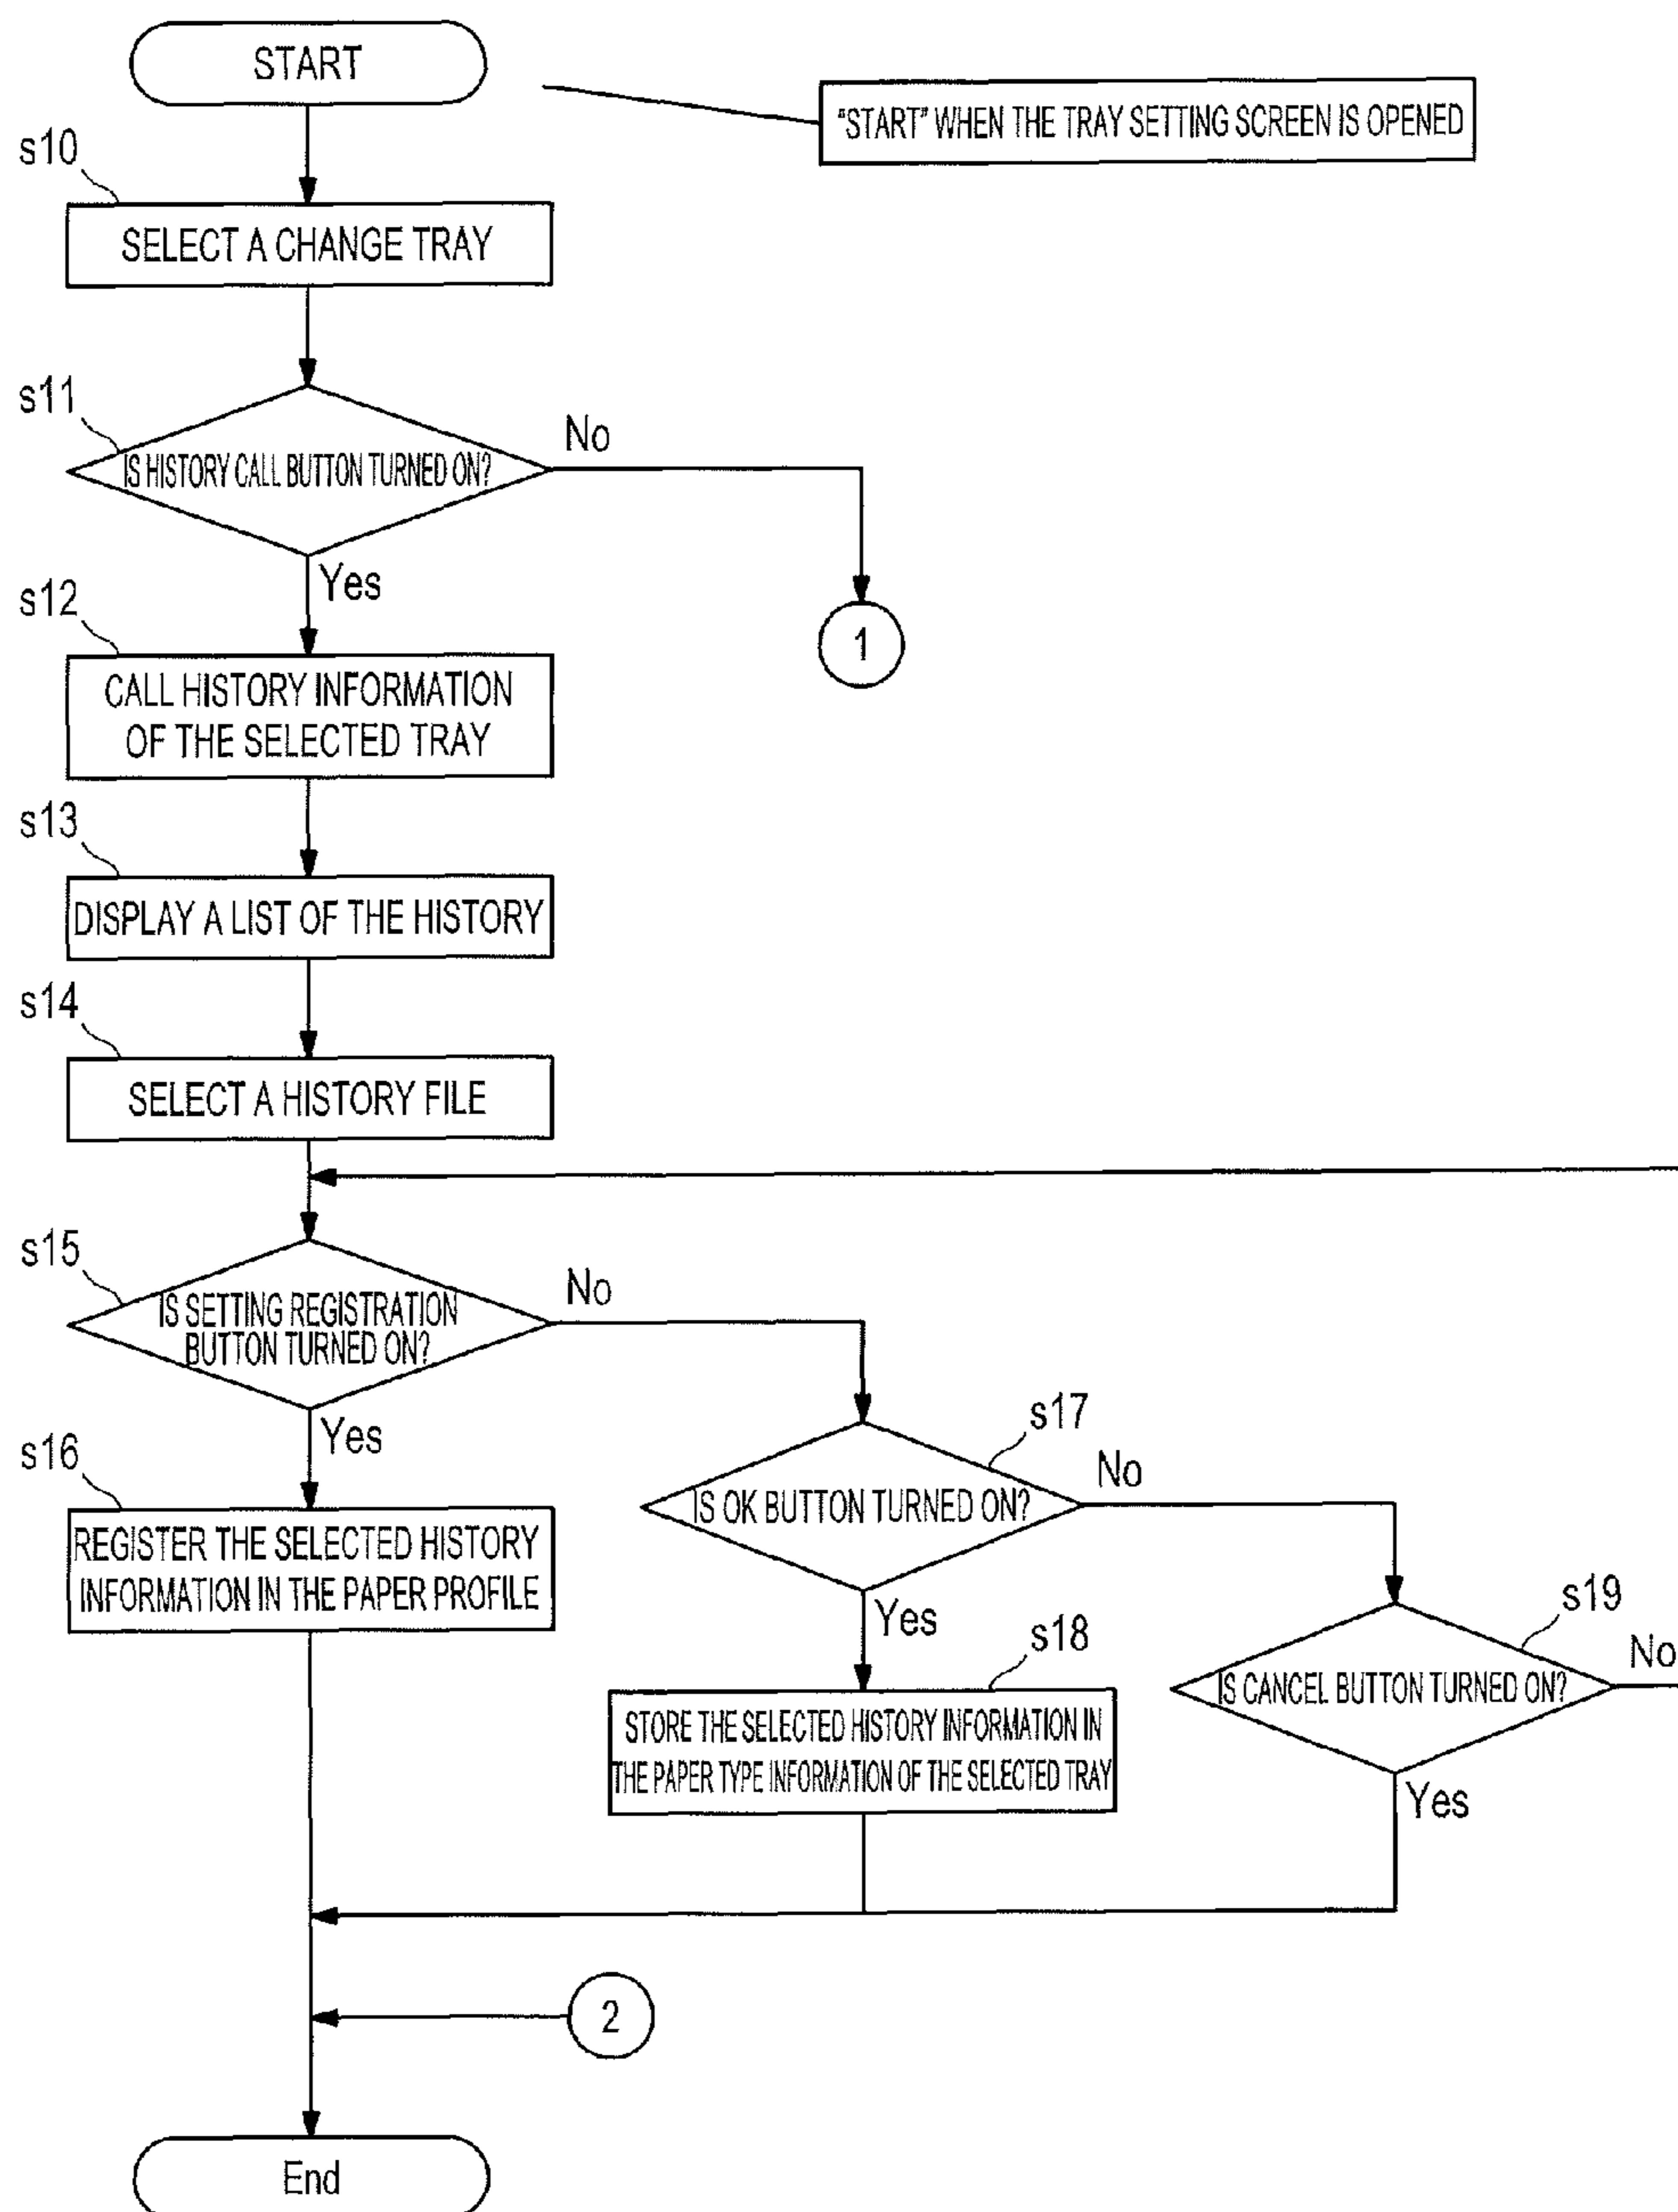 START
"START" WHEN THE TRAY SETTING SCREEN IS OPENED
s10
SELECT A CHANGE TRAY
s11
IS HISTORY CALL BUTTON TURNED ON?
No
Yes
1
s12
CALL HISTORY INFORMATION
OF THE SELECTED TRAY
s13
DISPLAY A LIST OF THE HISTORY
s14
SELECT A HISTORY FILE
s15
IS SETTING REGISTRATION
BUTTON TURNED ON?
No
Yes
s16
REGISTER THE SELECTED HISTORY
INFORMATION IN THE PAPER PROFILE
s17
IS OK BUTTON TURNED ON?
No
Yes
s18
STORE THE SELECTED HISTORY INFORMATION IN
THE PAPER TYPE INFORMATION OF THE SELECTED TRAY
s19
IS CANCEL BUTTON TURNED ON?
No
Yes
2
End